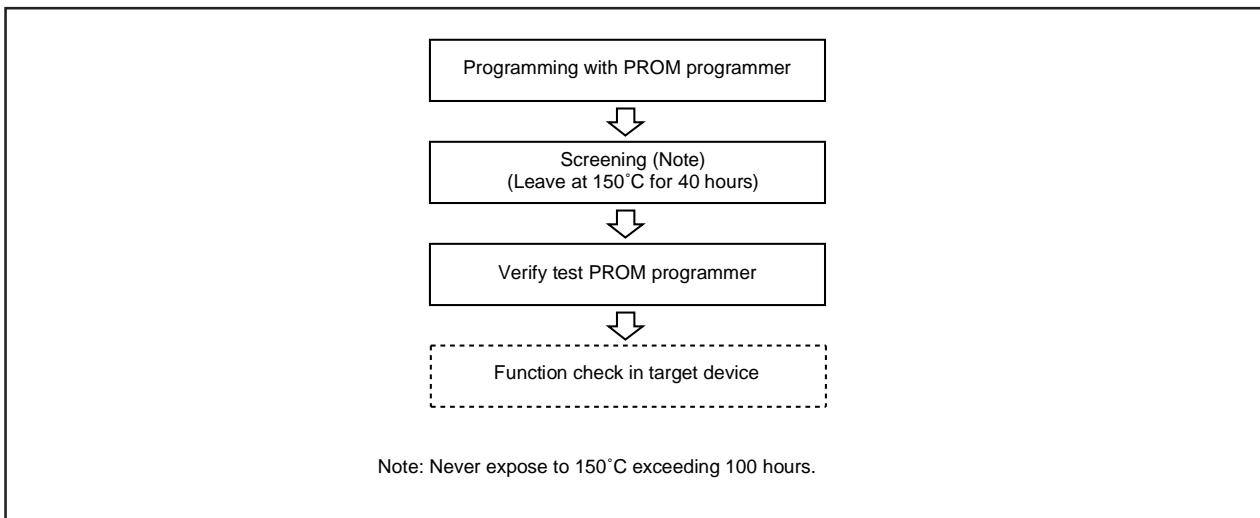 Programming with PROM programmer
Screening (Note)
(Leave at 150˚C for 40 hours)
Verify test PROM programmer
Function check in target device
Note: Never expose to 150˚C exceeding 100 hours.